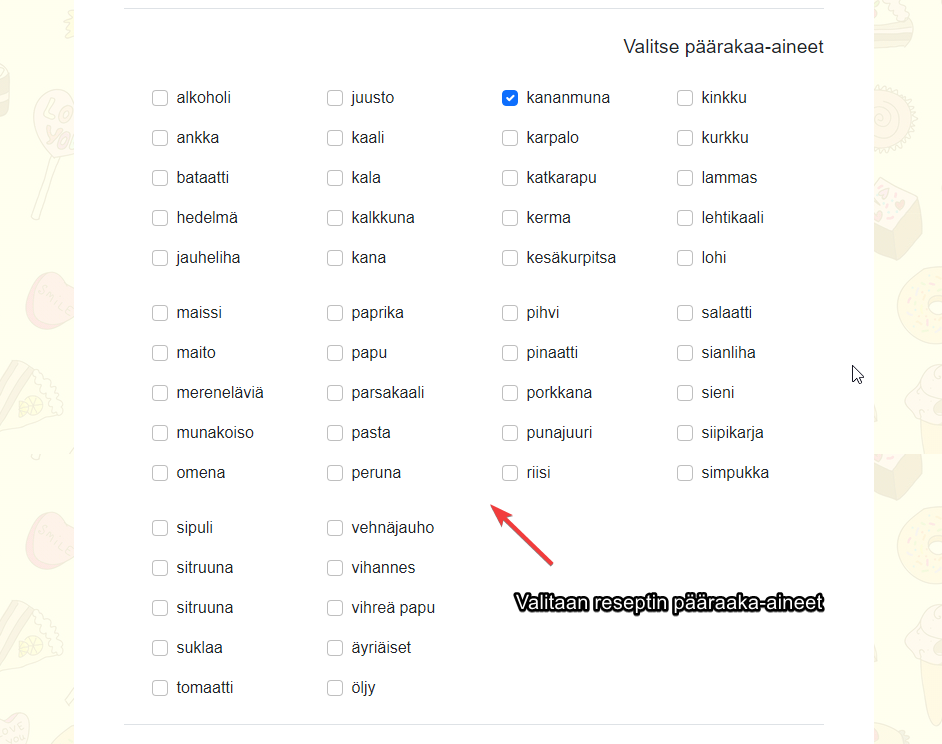 Valitse päärakaa-aineet
alkoholi
ankka
bataatti
hedelmä
jauheliha
juusto
kaali
kala
kalkkuna
kana
kananmuna
karpalo
katkarapu
kerma
kesäkurpitsa
kinkku
kurkku
lammas
lehtikaali
lohi
maissi
maito
mereneläviä
munakoiso
omena
paprika
papu
parsakaali
pasta
peruna
pihvi
pinaatti
porkkana
punajuuri
riisi
salaatti
sianliha
sieni
siipikarja
simpukka
sipuli
sitruuna
sitruuna
suklaa
tomaatti
vehnäjauho
vihannes
vihreä papu
äyriäiset
öljy
Valitaan reseptin pääraaka-aineet